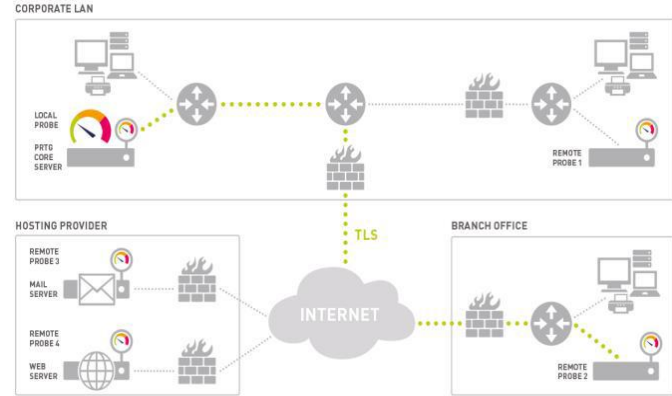 CORPORATE LAN
LOCAL
PROBE
PRTG
CORE
SERVER
REMOTE
PROBE 1
HOSTING PROVIDER
REMOTE
PROBE 3
MAIL
SERVER
REMOTE
PROBE 4
WEB
SERVER
TLS
INTERNET
BRANCH OFFICE
REMOTE
PROBE 2